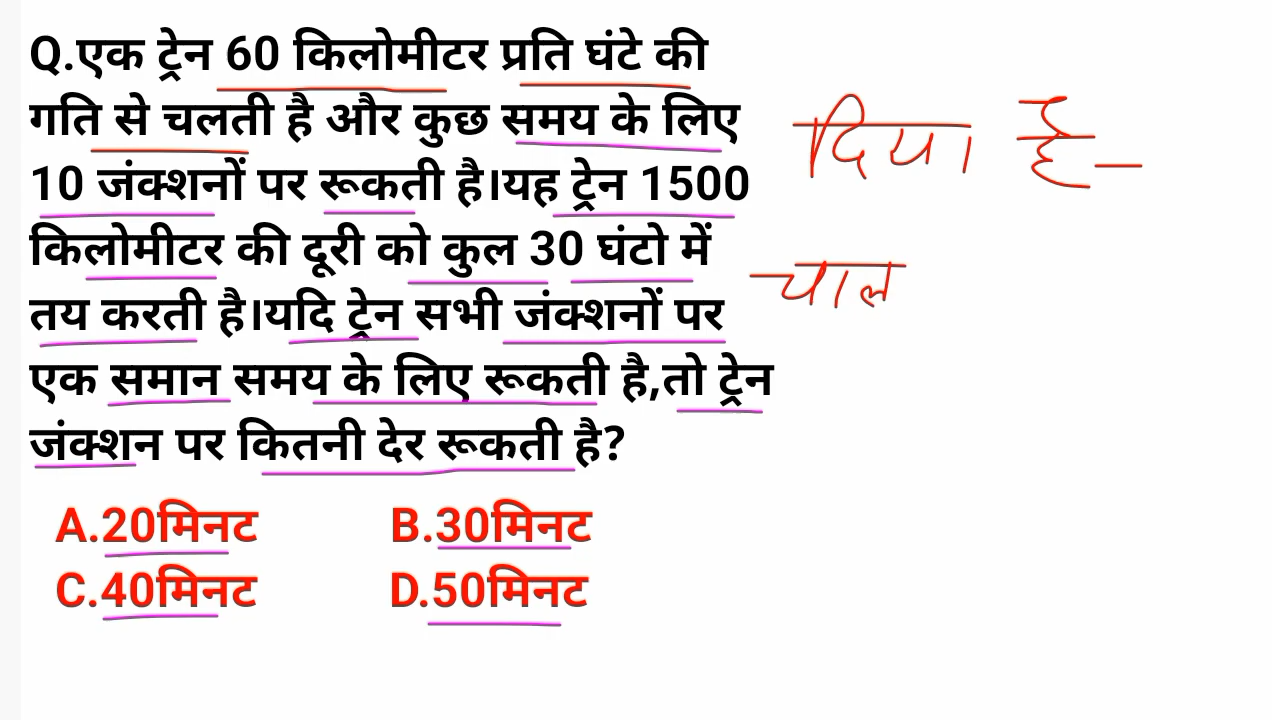 Q.एक ट्रेन 60 किलोमीटर प्रति घंटे की
गति से चलती है और कुछ समय के लिए
10 जंक्शनों पर रूकती है।यह ट्रेन 1500
किलोमीटर की दूरी को कुल 30 घंटो में
तय करती है।यदि ट्रेन सभी जंक्शनों पर
एक समान समय के लिए रूकती है,तो ट्रेन
जंक्शन पर कितनी देर रूकती है?
A.20मिनट B.30मिनट
C.40मिनट D.50मिनट
दिया है–
चाल